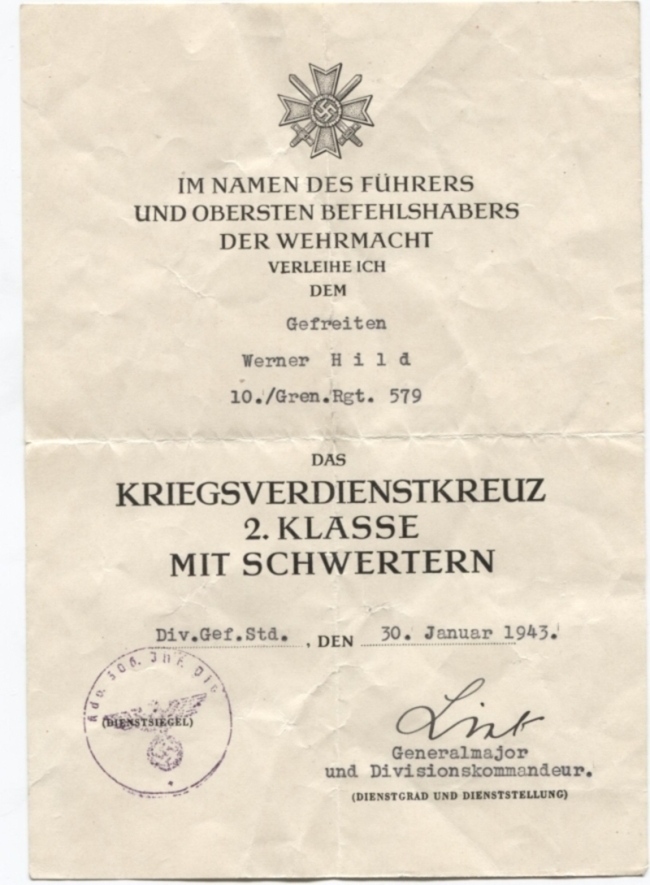 IM NAMEN DES FÜHRERS
UND OBERSTEN BEFEHLSHABERS
DER WEHRMACHT
VERLEIHE ICH
DEM
Gefreiten
Werner H i l d
10./Gren.Rgt. 579
DAS
KRIEGSVERDIENSTKREUZ
2. KLASSE
MIT SCHWERTERN
Div.Gef.Std. , DEN 30. Januar 1943.
(DIENSTSIEGEL)
Generalmajor
und Divisionskommandeur.
(DIENSTGRAD UND DIENSTSTELLUNG)